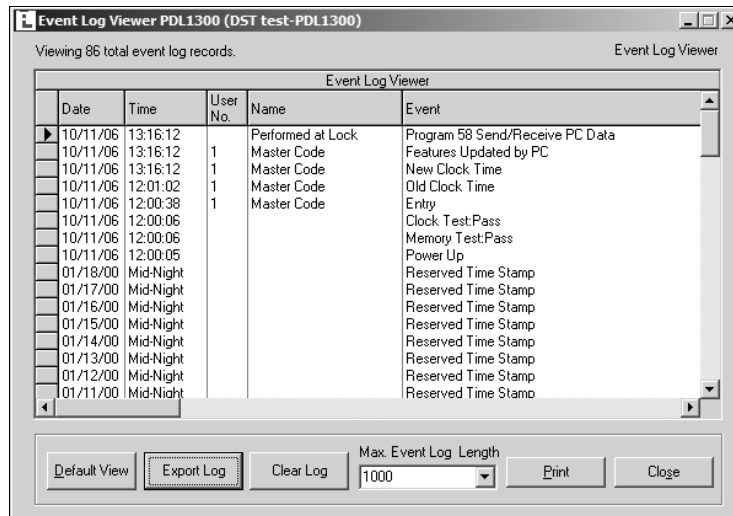 Event Log Viewer PDL1300 (DST test-PDL1300)
Viewing 86 total event log records. Event Log Viewer
Event Log Viewer
Date Time User No. Name Event
10/11/06 13:16:12 Performed at Lock Program 58 Send/Receive PC Data
10/11/06 13:16:12 1 Master Code Features Updated by PC
10/11/06 13:16:12 1 Master Code New Clock Time
10/11/06 12:01:02 1 Master Code Old Clock Time
10/11/06 12:00:38 1 Master Code Entry
10/11/06 12:00:06 Clock Test:Pass
10/11/06 12:00:06 Memory Test:Pass
10/11/06 12:00:05 Power Up
01/18/00 Mid-Night Reserved Time Stamp
01/17/00 Mid-Night Reserved Time Stamp
01/16/00 Mid-Night Reserved Time Stamp
01/15/00 Mid-Night Reserved Time Stamp
01/14/00 Mid-Night Reserved Time Stamp
01/13/00 Mid-Night Reserved Time Stamp
01/12/00 Mid-Night Reserved Time Stamp
01/11/00 Mid-Night Reserved Time Stamp
Max. Event Log Length
Default View Export Log Clear Log 1000 Print Close